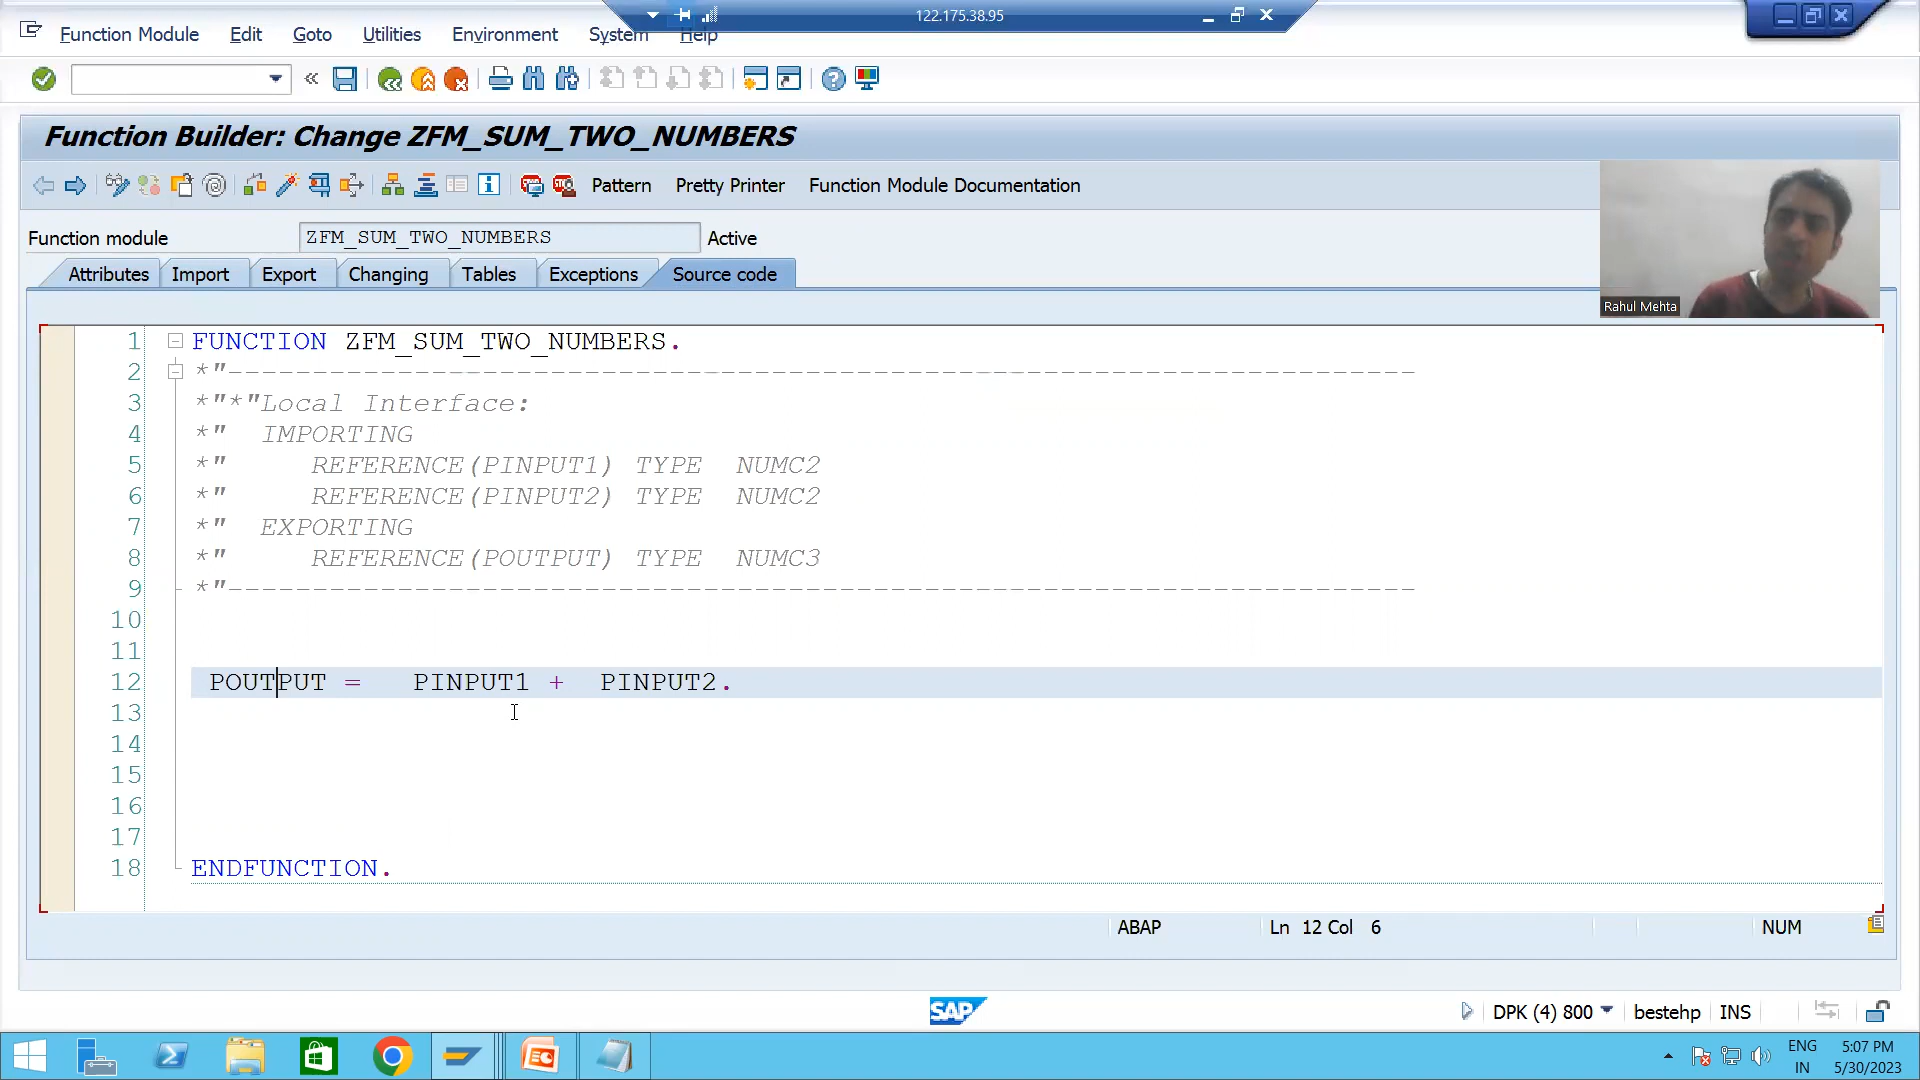 122.175.38.95
Function Module Edit Goto Utilities Environment System Help
Function Builder: Change ZFM_SUM_TWO_NUMBERS
Pattern Pretty Printer Function Module Documentation
Function module ZFM_SUM_TWO_NUMBERS Active
Attributes Import Export Changing Tables Exceptions Source code
Rahul Mehta
1 FUNCTION ZFM_SUM_TWO_NUMBERS.
2 *"----------------------------------------------------------------------
3 *"*"Local Interface:
4 *"  IMPORTING
5 *"     REFERENCE(PINPUT1) TYPE  NUMC2
6 *"     REFERENCE(PINPUT2) TYPE  NUMC2
7 *"  EXPORTING
8 *"     REFERENCE(POUTPUT) TYPE  NUMC3
9 *"----------------------------------------------------------------------
10
11
12 POUTPUT =   PINPUT1 +  PINPUT2.
13
14
15
16
17
18 ENDFUNCTION.
ABAP Ln 12 Col 6 NUM
SAP DPK (4) 800 bestehp INS
ENG 5:07 PM
IN 5/30/2023